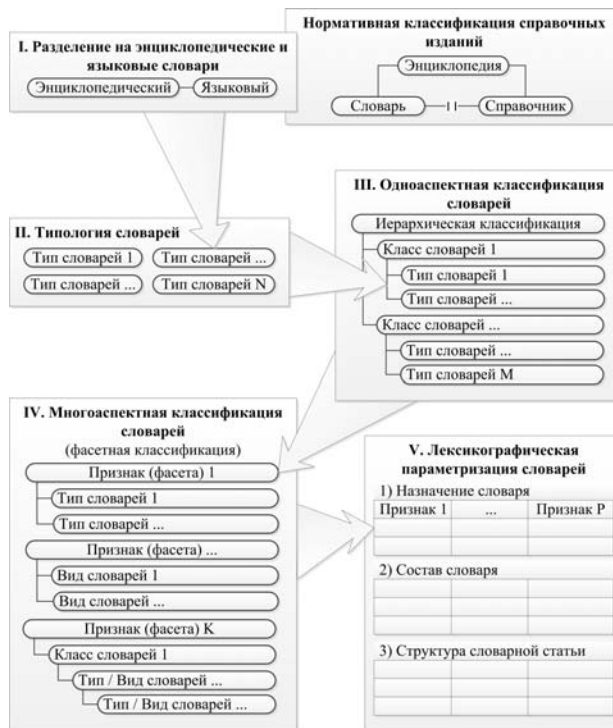 I. Разделение на энциклопедические и
языковые словари
Энциклопедический
Языковый
Нормативная классификация справочных
изданий
Энциклопедия
Словарь
Справочник
II. Типология словарей
Тип словарей 1
Тип словарей ...
Тип словарей ...
Тип словарей N
III. Одноаспектная классификация
словарей
Иерархическая классификация
Класс словарей 1
Тип словарей 1
Тип словарей ...
Класс словарей ...
Тип словарей ...
Тип словарей M
IV. Многоаспектная классификация
словарей
(фасетная классификация)
Признак (фасета) 1
Тип словарей 1
Тип словарей ...
Признак (фасета) ...
Вид словарей 1
Вид словарей ...
Признак (фасета) K
Класс словарей 1
Тип / Вид словарей ...
Тип / Вид словарей ...
V. Лексикографическая
параметризация словарей
1) Назначение словаря
Признак 1 ... Признак P
2) Состав словаря
3) Структура словарной статьи